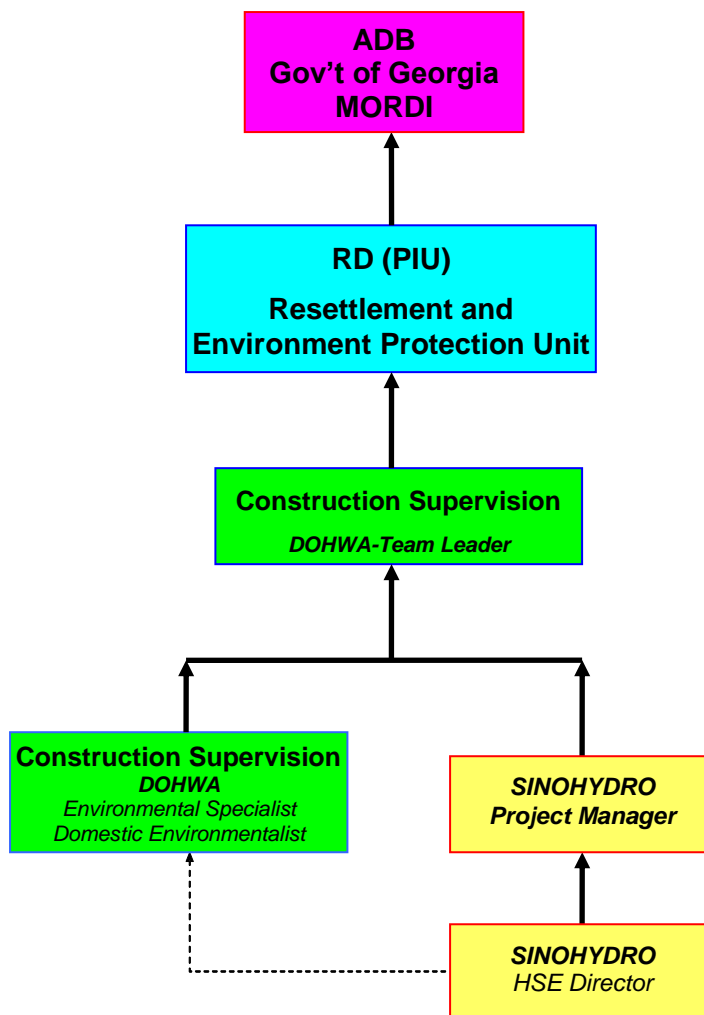 ADB
Gov’t of Georgia
MORDI
RD (PIU)
Resettlement and
Environment Protection Unit
Construction Supervision
DOHWA-Team Leader
Construction Supervision
DOHWA
Environmental Specialist
Domestic Environmentalist
SINOHYDRO
Project Manager
SINOHYDRO
HSE Director